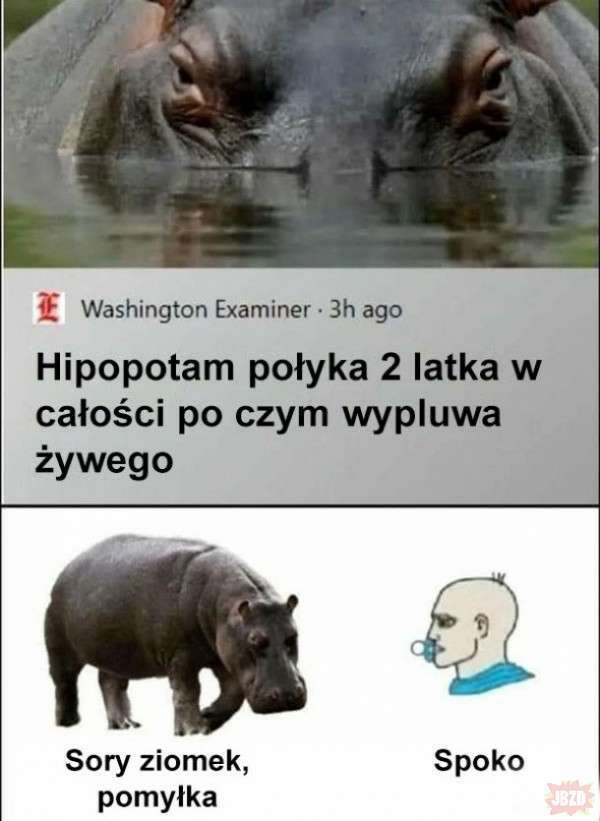 E Washington Examiner · 3h ago
Hipopotam połyka 2 latka w
całości po czym wypluwa
żywego
Sory ziomek,
pomyłka
Spoko
JBZD